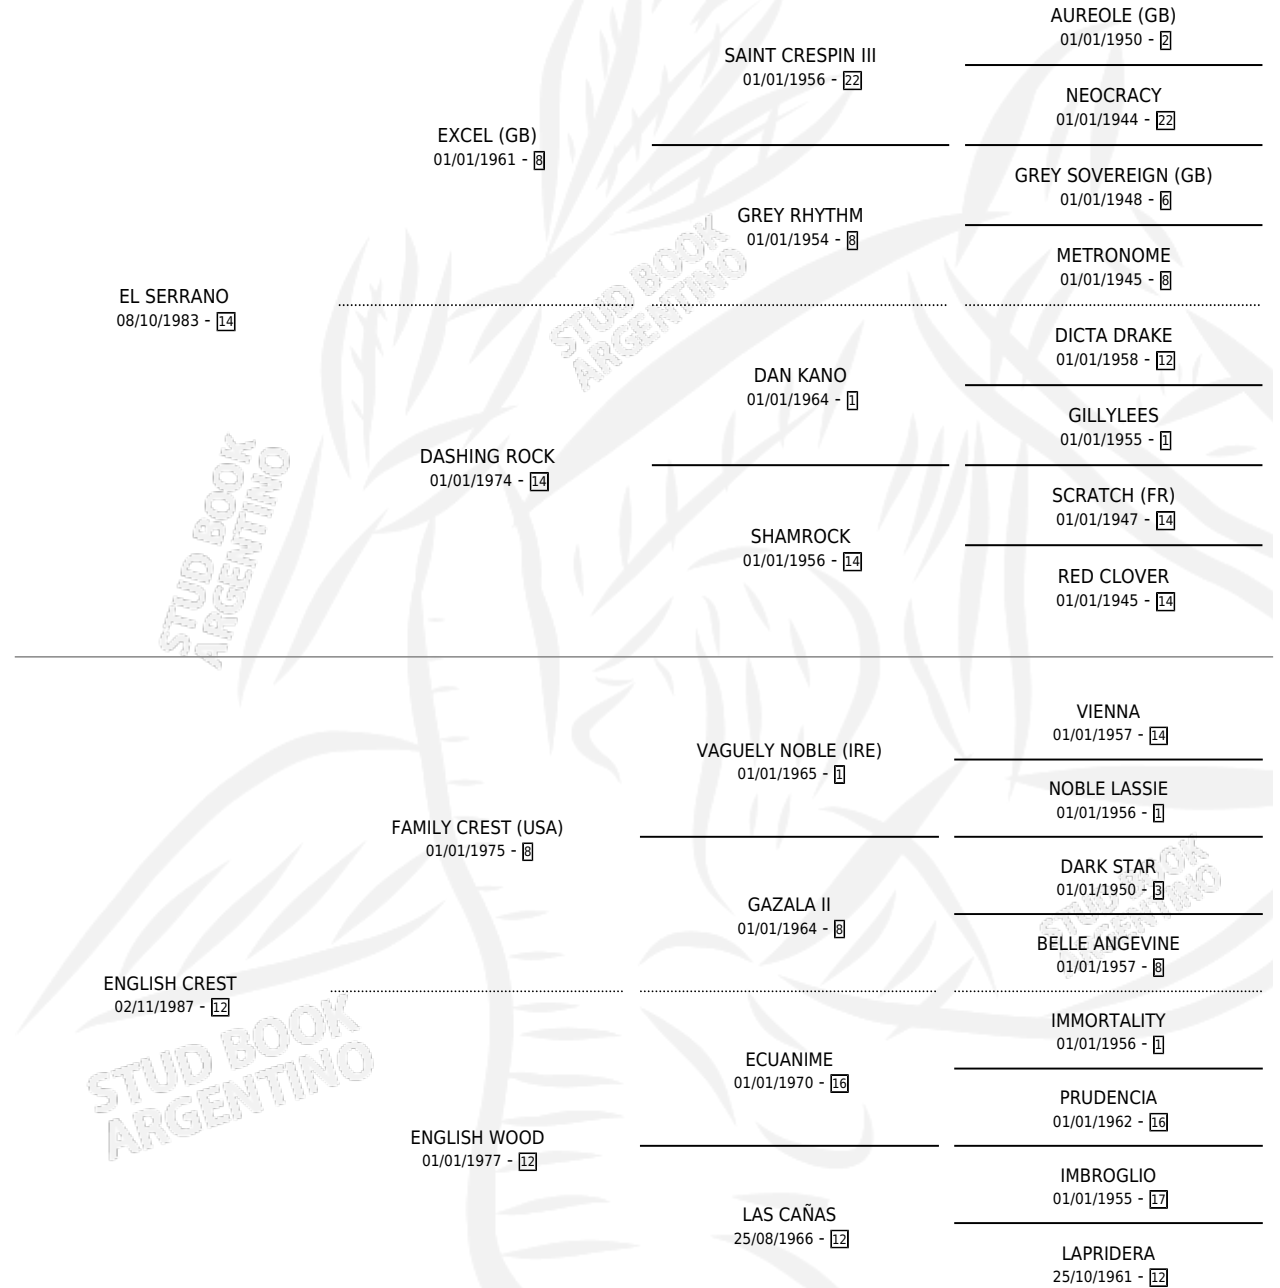 AUREOLE (GB)
01/01/1950 - 2
SAINT CRESPIN III
01/01/1956 - 22
NEOCRACY
01/01/1944 - 22
EXCEL (GB)
01/01/1961 - 8
GREY SOVEREIGN (GB)
01/01/1948 - 6
GREY RHYTHM
01/01/1954 - 8
METRONOME
01/01/1945 - 8
EL SERRANO
08/10/1983 - 14
DICTA DRAKE
01/01/1958 - 12
DAN KANO
01/01/1964 - 1
GILLYLEES
01/01/1955 - 1
DASHING ROCK
01/01/1974 - 14
SCRATCH (FR)
01/01/1947 - 14
SHAMROCK
01/01/1956 - 14
RED CLOVER
01/01/1945 - 14
STUD BOOK
ARGENTINO
STUD BOOK
ARGENTINO
VIENNA
01/01/1957 - 14
VAGUELY NOBLE (IRE)
01/01/1965 - 1
NOBLE LASSIE
01/01/1956 - 1
FAMILY CREST (USA)
01/01/1975 - 8
DARK STAR
01/01/1950 - 3
GAZALA II
01/01/1964 - 8
BELLE ANGEVINE
01/01/1957 - 8
ENGLISH CREST
02/11/1987 - 12
IMMORTALITY
01/01/1956 - 1
ECUANIME
01/01/1970 - 16
PRUDENCIA
01/01/1962 - 16
ENGLISH WOOD
01/01/1977 - 12
IMBROGLIO
01/01/1955 - 17
LAS CAÑAS
25/08/1966 - 12
LAPRIDERA
25/10/1961 - 12
STUD BOOK
ARGENTINO
STUD BOOK
ARGENTINO